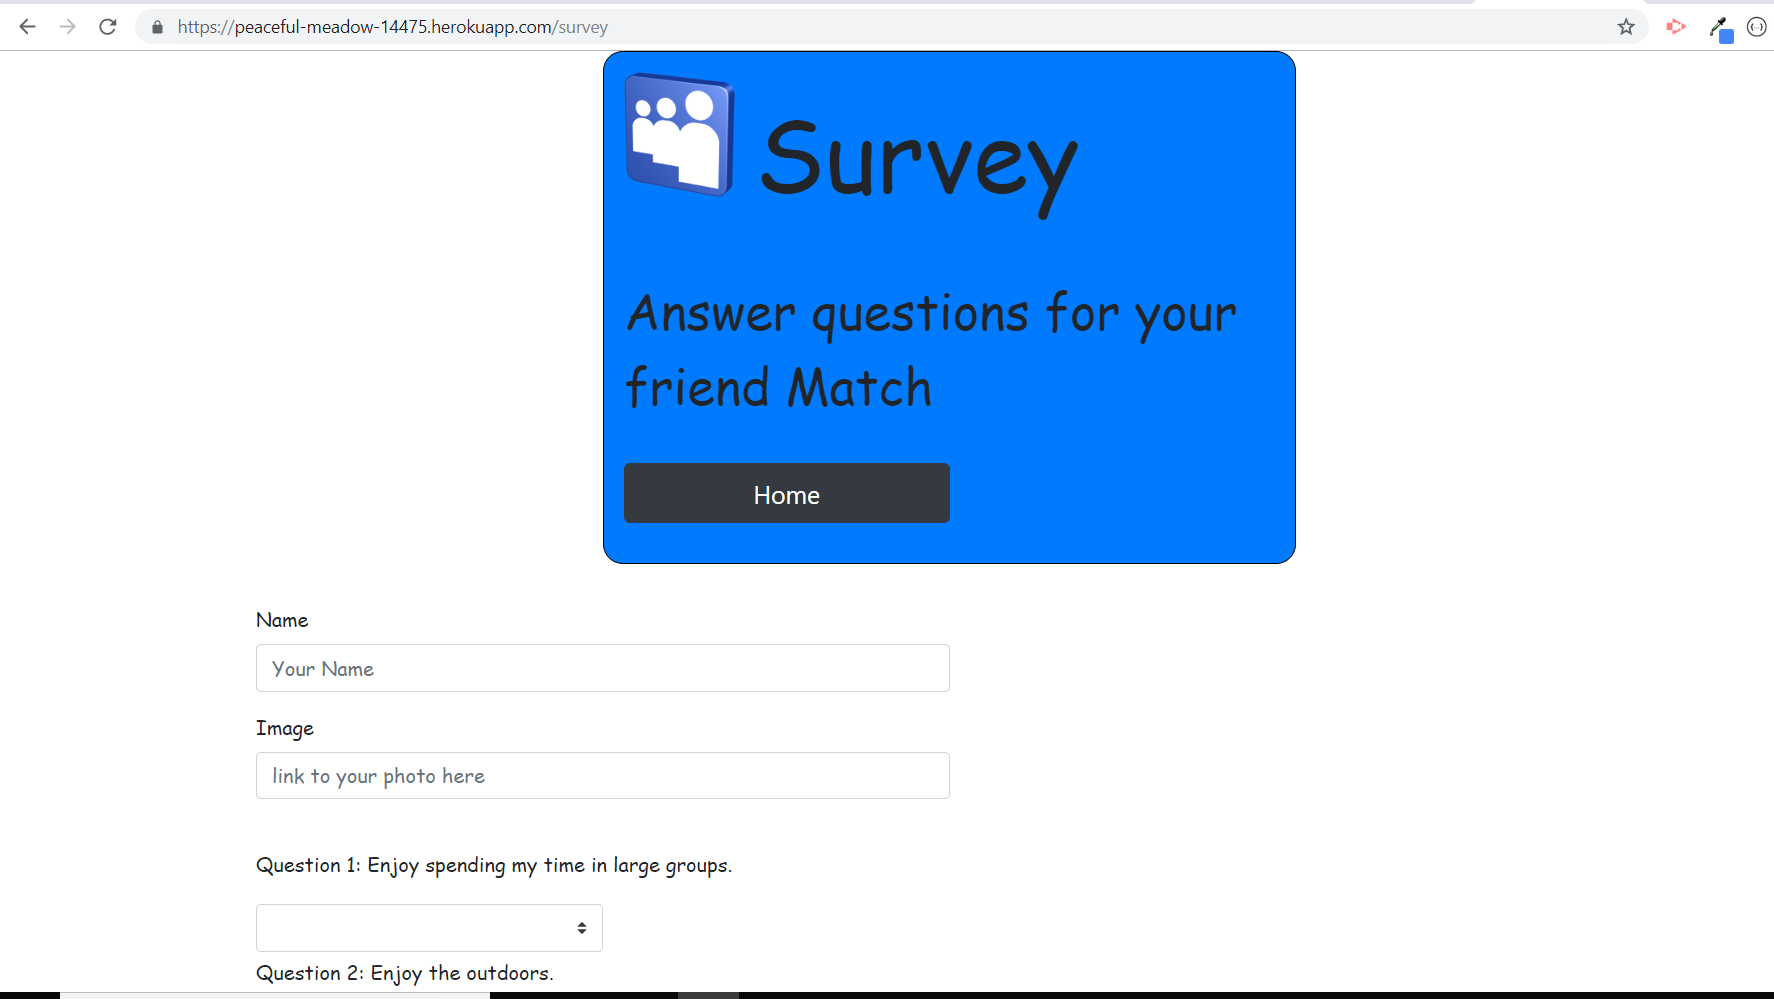 https://peaceful-meadow-14475.herokuapp.com/survey
Survey
Answer questions for your
friend Match
Home
Name
Your Name
Image
link to your photo here
Question 1: Enjoy spending my time in large groups.
Question 2: Enjoy the outdoors.